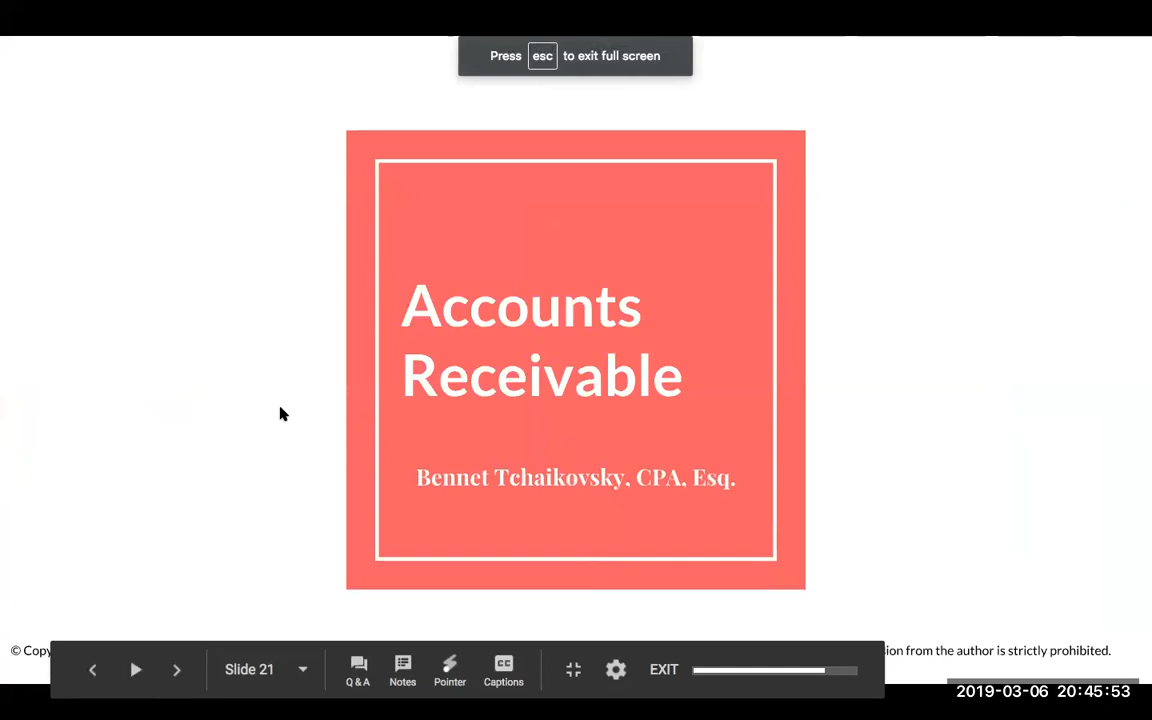 Press esc to exit full screen
Accounts
Receivable
Bennet Tchaikovsky, CPA, Esq.
© Copy
ion from the author is strictly prohibited.
Slide 21
Q & A
Notes
Pointer
CC
Captions
EXIT
2019-03-06 20:45:53